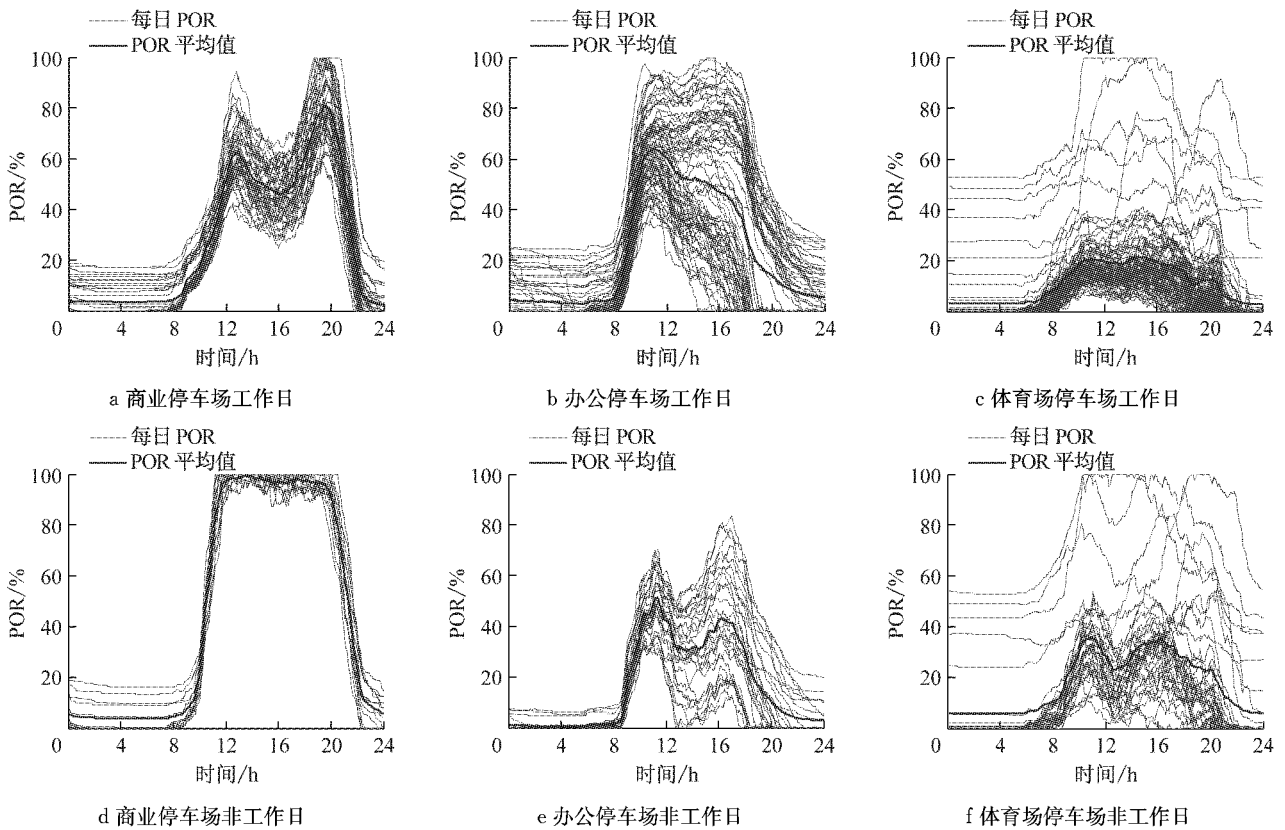 每日 POR
POR 平均值
100
80
60
40
20
0
POR/%
0 4 8 12 16 20 24
时间/h
a 商业停车场工作日
每日 POR
POR 平均值
100
80
60
40
20
0
POR/%
0 4 8 12 16 20 24
时间/h
b 办公停车场工作日
每日 POR
POR 平均值
100
80
60
40
20
POR/%
0 4 8 12 16 20 24
时间/h
c 体育场停车场工作日
每日 POR
POR 平均值
100
80
60
40
20
POR/%
0 4 8 12 16 20 24
时间/h
d 商业停车场非工作日
每日 POR
POR 平均值
100
80
60
40
20
POR/%
0 4 8 12 16 20 24
时间/h
e 办公停车场非工作日
每日 POR
POR 平均值
100
80
60
40
20
POR/%
0 4 8 12 16 20 24
时间/h
f 体育场停车场非工作日